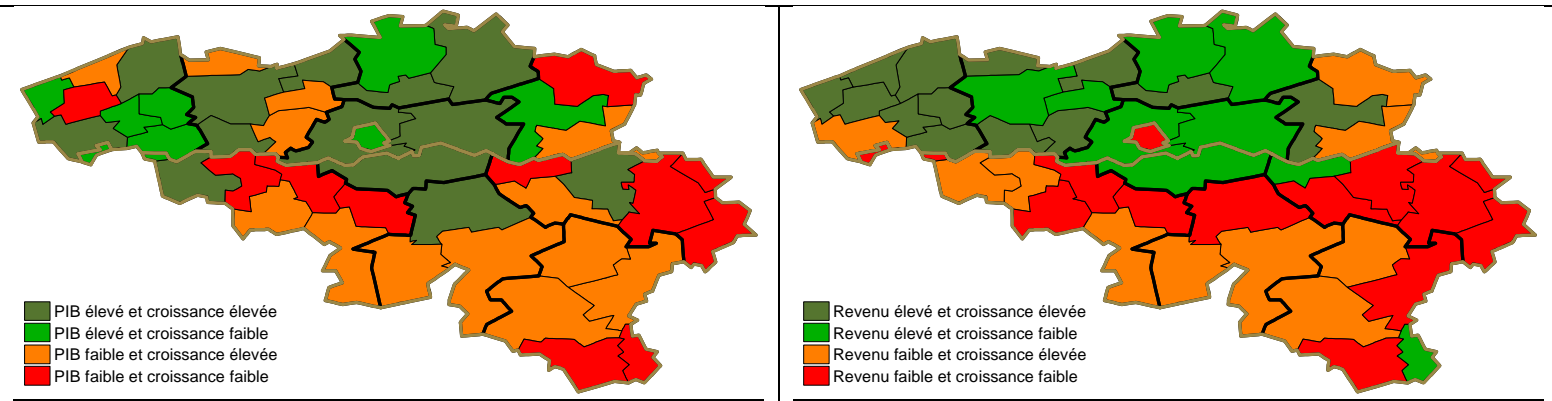 PIB élevé et croissance élevée
PIB élevé et croissance faible
PIB faible et croissance élevée
PIB faible et croissance faible
Revenu élevé et croissance élevée
Revenu élevé et croissance faible
Revenu faible et croissance élevée
Revenu faible et croissance faible